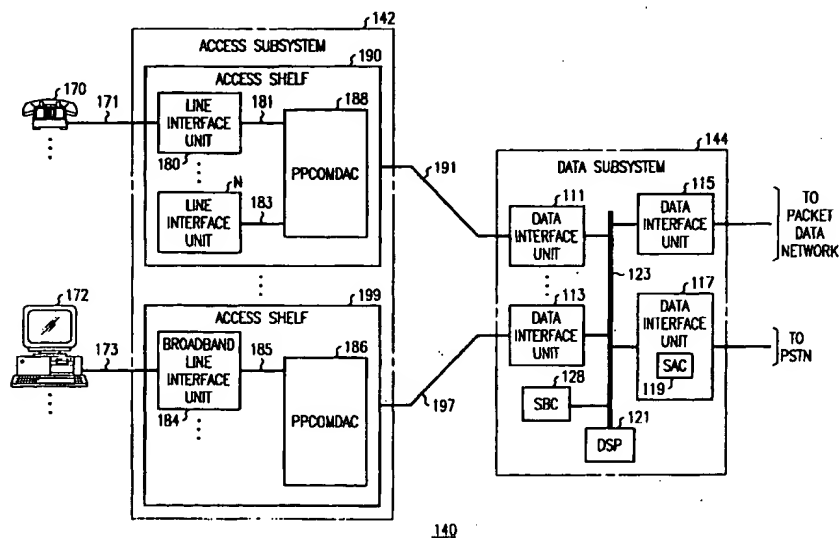 142
ACCESS SUBSYSTEM
190
ACCESS SHELF
170
171
LINE
INTERFACE
UNIT
180
181
188
PPCOMDAC
N
LINE
INTERFACE
UNIT
183
191
144
DATA SUBSYSTEM
111
DATA
INTERFACE
UNIT
115
DATA
INTERFACE
UNIT
TO
PACKET
DATA
NETWORK
123
113
DATA
INTERFACE
UNIT
117
DATA
INTERFACE
UNIT
SAC
119
TO
PSTN
128
SBC
121
DSP
172
173
199
ACCESS SHELF
BROADBAND
LINE
INTERFACE
UNIT
184
185
186
PPCOMDAC
197
140